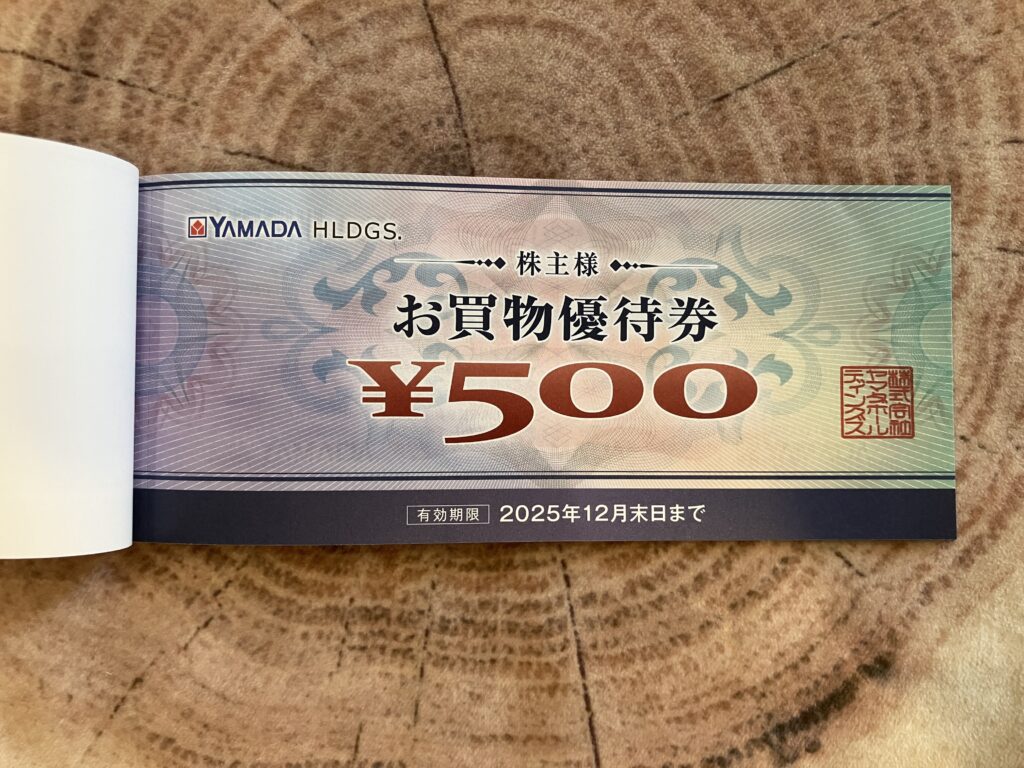 YAMADA HLDGS.
株主様
お買物優待券
¥500
株式会社
ヤマダホール
ディングス
有効期限 2025年12月末日まで